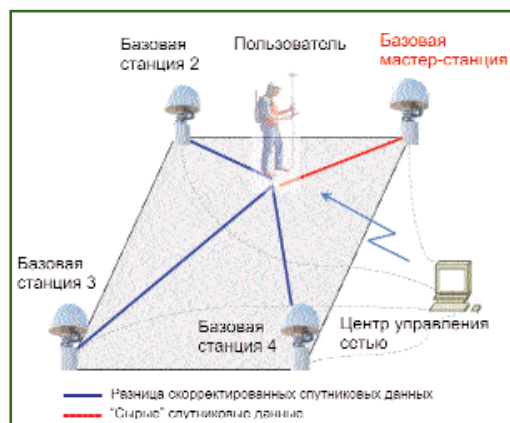 Базовая
станция 2
Пользователь
Базовая
мастер-станция
Базовая
станция 3
Базовая
станция 4
Центр управления
сетью
Разница скорректированных спутниковых данных
"Сырые" спутниковые данные